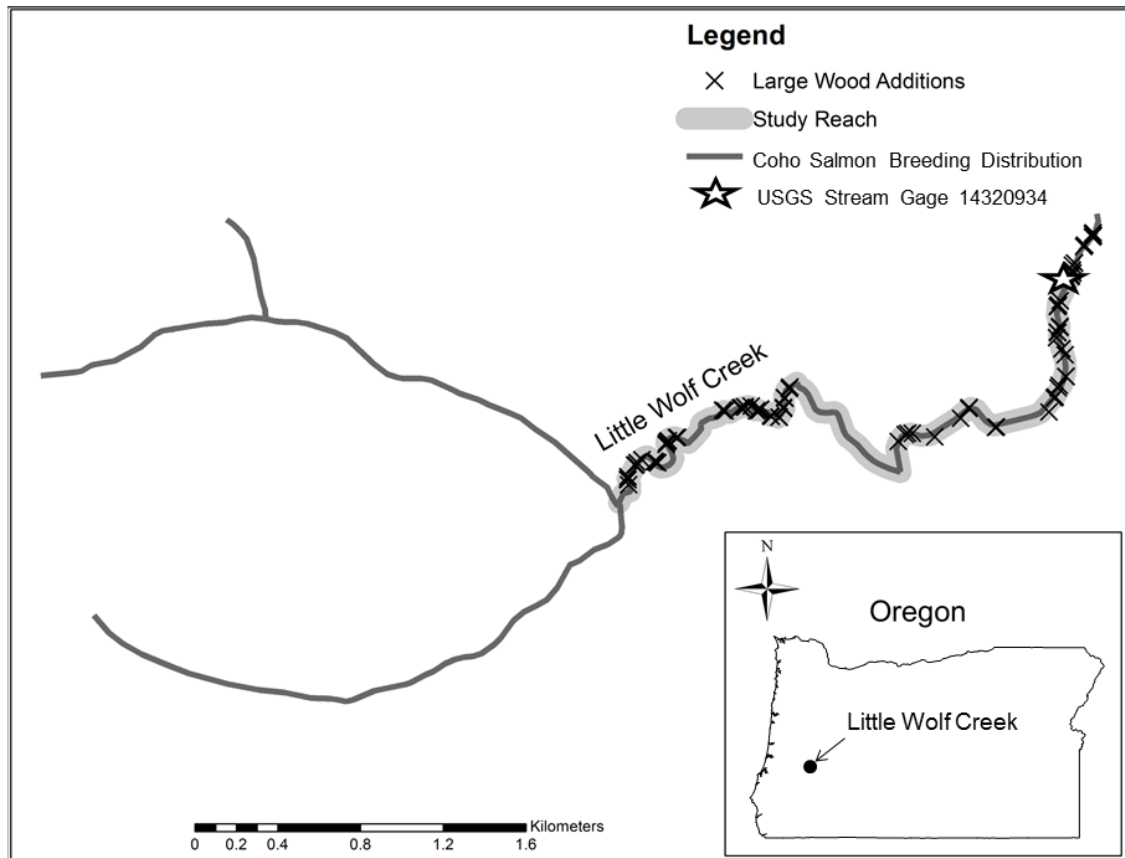 Legend
Large Wood Additions
Study Reach
Coho Salmon Breeding Distribution
USGS Stream Gage 14320934
Little Wolf Creek
N
Oregon
Little Wolf Creek
Kilometers
0 0.2 0.4 0.8 1.2 1.6